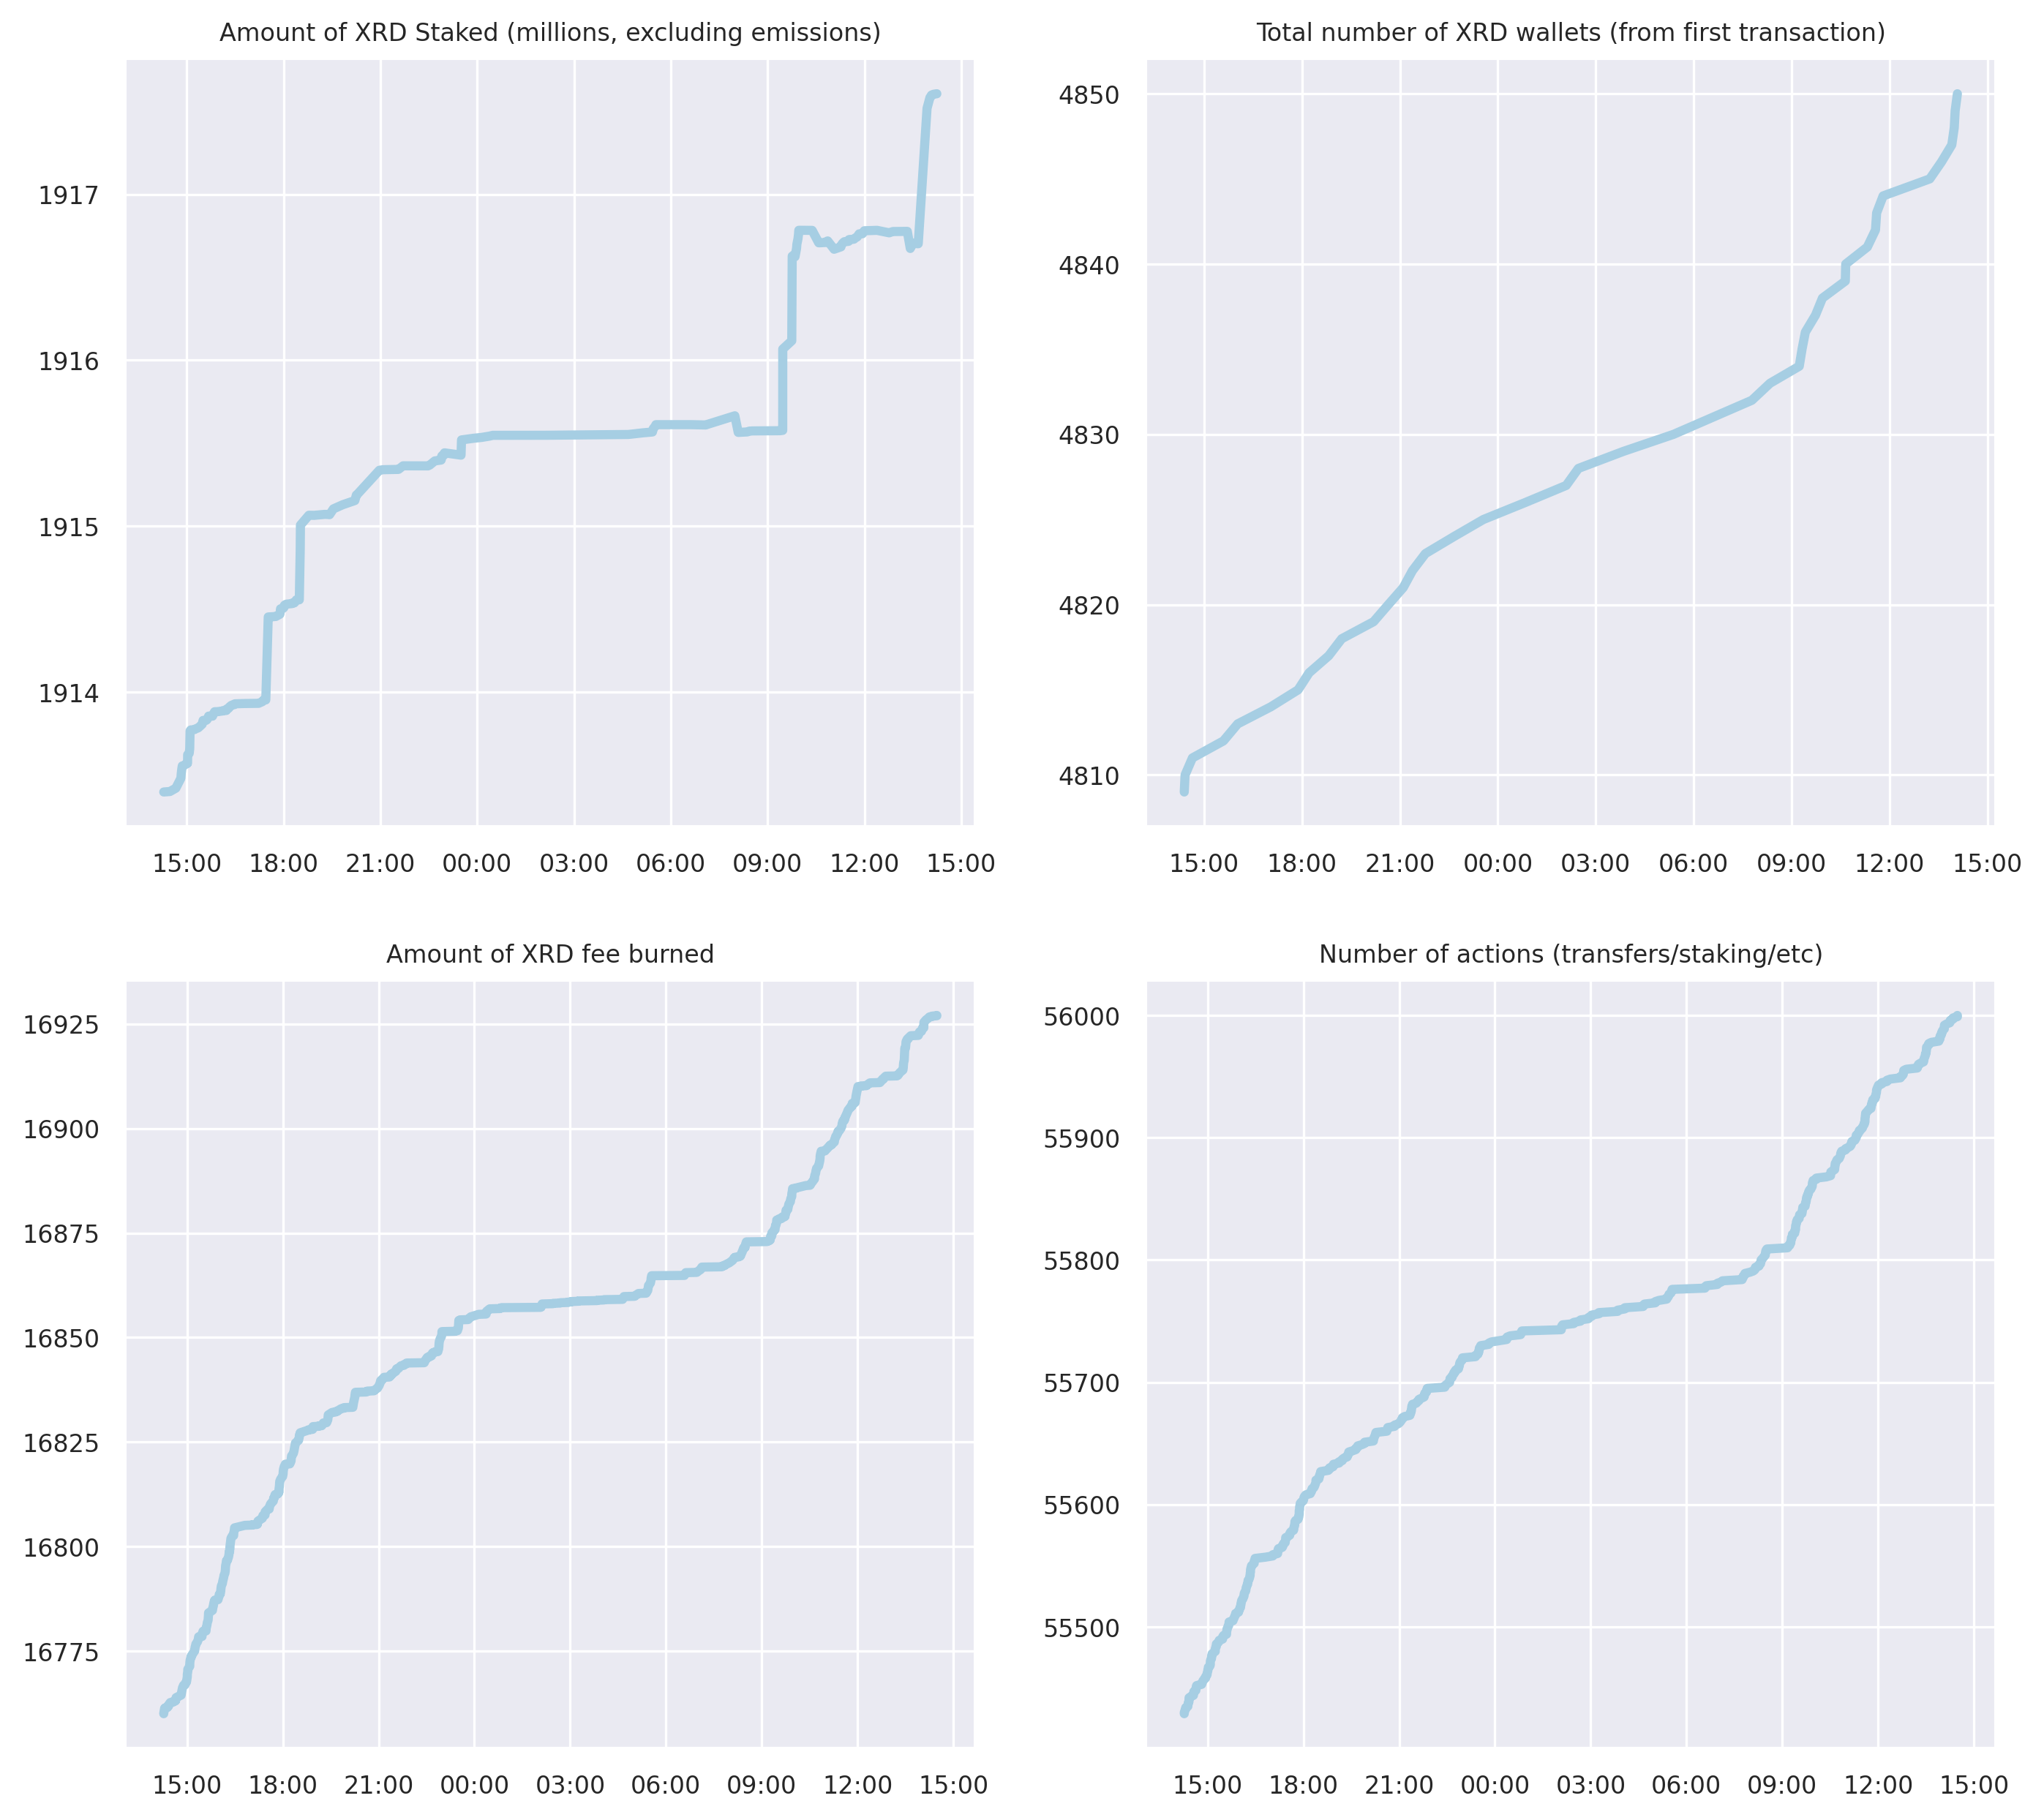 Amount of XRD Staked (millions, excluding emissions)
1917
1916
1915
1914
15:00 18:00 21:00 00:00 03:00 06:00 09:00 12:00 15:00
Total number of XRD wallets (from first transaction)
4850
4840
4830
4820
4810
15:00 18:00 21:00 00:00 03:00 06:00 09:00 12:00 15:00
Amount of XRD fee burned
16925
16900
16875
16850
16825
16800
16775
15:00 18:00 21:00 00:00 03:00 06:00 09:00 12:00 15:00
Number of actions (transfers/staking/etc)
56000
55900
55800
55700
55600
55500
15:00 18:00 21:00 00:00 03:00 06:00 09:00 12:00 15:00